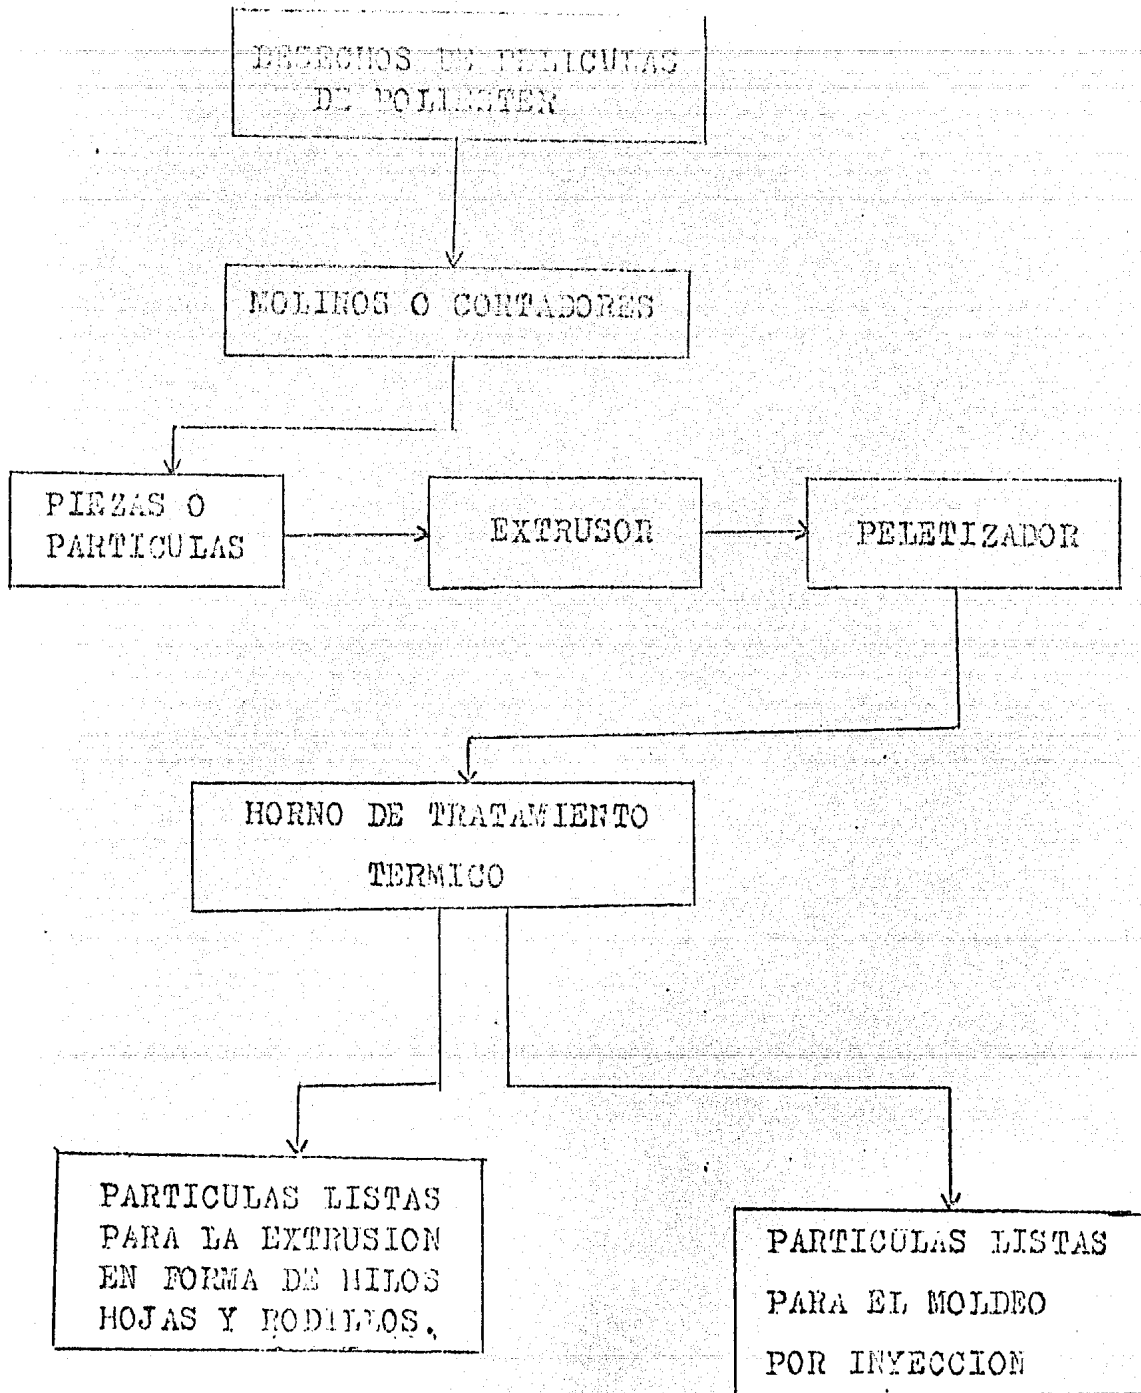 DESECHOS DE PELICULAS
DE POLIESTER
MOLINOS O CORTADORES
PIEZAS O
PARTICULAS
EXTRUSOR
PELETIZADOR
HORNO DE TRATAMIENTO
TERMICO
PARTICULAS LISTAS
PARA LA EXTRUSION
EN FORMA DE HILOS
HOJAS Y RODILLOS.
PARTICULAS LISTAS
PARA EL MOLDEO
POR INYECCION